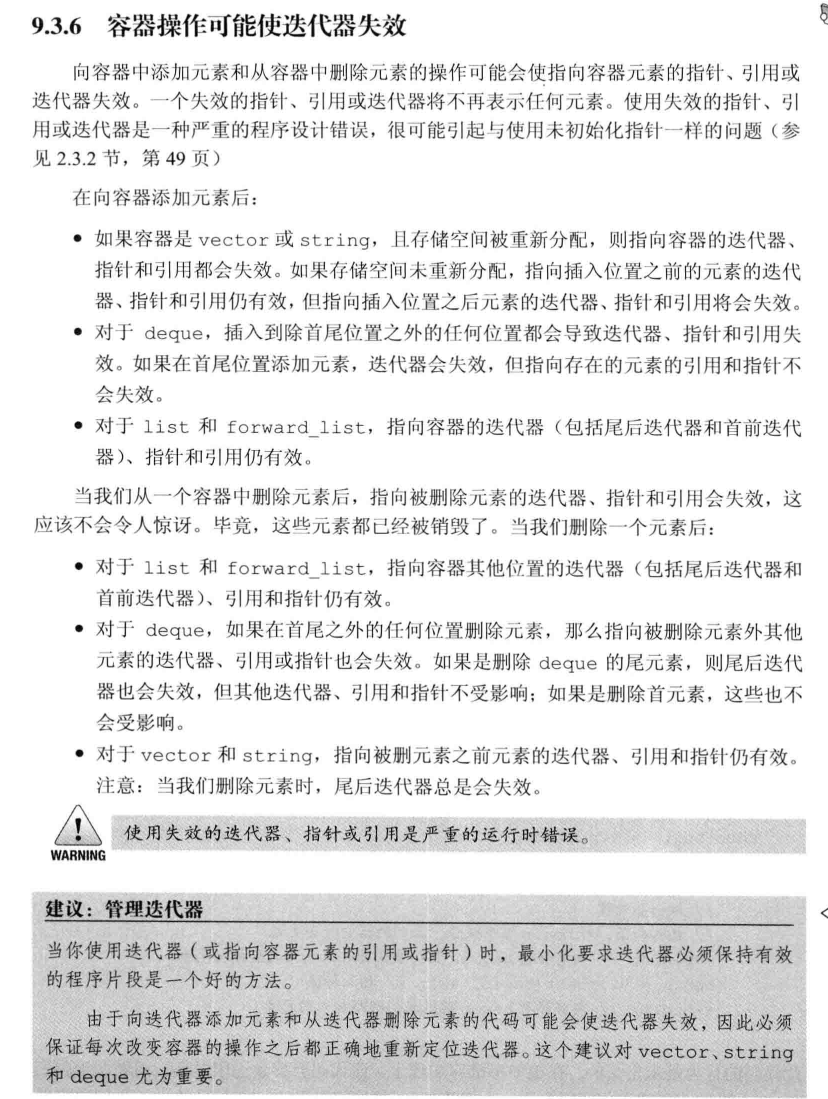 9.3.6 容器操作可能使迭代器失效
向容器中添加元素和从容器中删除元素的操作可能会使指向容器元素的指针、引用或
迭代器失效。一个失效的指针、引用或迭代器将不再表示任何元素。使用失效的指针、引
用或迭代器是一种严重的程序设计错误，很可能引起与使用未初始化指针一样的问题（参
见 2.3.2 节，第 49 页）
在向容器添加元素后：
● 如果容器是 vector 或 string，且存储空间被重新分配，则指向容器的迭代器、
指针和引用都会失效。如果存储空间未重新分配，指向插入位置之前的元素的迭代
器、指针和引用仍有效，但指向插入位置之后元素的迭代器、指针和引用将会失效。
● 对于 deque，插入到除首尾位置之外的任何位置都会导致迭代器、指针和引用失
效。如果在首尾位置添加元素，迭代器会失效，但指向存在的元素的引用和指针不
会失效。
● 对于 list 和 forward_list，指向容器的迭代器（包括尾后迭代器和首前迭代
器）、指针和引用仍有效。
当我们从一个容器中删除元素后，指向被删除元素的迭代器、指针和引用会失效，这
应该不会令人惊讶。毕竟，这些元素都已经被销毁了。当我们删除一个元素后：
● 对于 list 和 forward_list，指向容器其他位置的迭代器（包括尾后迭代器和
首前迭代器）、引用和指针仍有效。
● 对于 deque，如果在首尾之外的任何位置删除元素，那么指向被删除元素外其他
元素的迭代器、引用或指针也会失效。如果是删除 deque 的尾元素，则尾后迭代
器也会失效，但其他迭代器、引用和指针不受影响；如果是删除首元素，这些也不
会受影响。
● 对于 vector 和 string，指向被删元素之前元素的迭代器、引用和指针仍有效。
注意：当我们删除元素时，尾后迭代器总是会失效。
使用失效的迭代器、指针或引用是严重的运行时错误。
WARNING
建议：管理迭代器
当你使用迭代器（或指向容器元素的引用或指针）时，最小化要求迭代器必须保持有效
的程序片段是一个好的方法。
由于向迭代器添加元素和从迭代器删除元素的代码可能会使迭代器失效，因此必须
保证每次改变容器的操作之后都正确地重新定位迭代器。这个建议对 vector、string
和 deque 尤为重要。